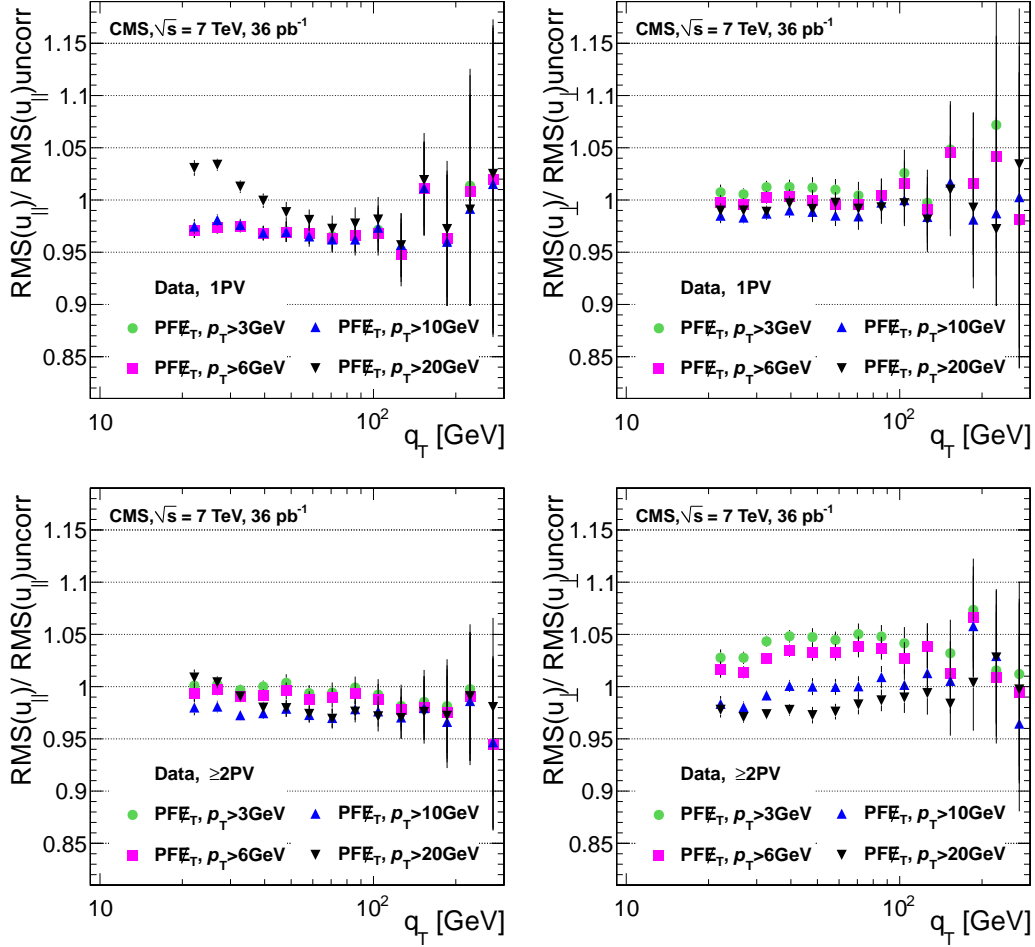 CMS, √s = 7 TeV, 36 pb⁻¹
RMS(u∥)/ RMS(u∥)uncorr
1.15
1.1
1.05
1
0.95
0.9
0.85
Data, 1PV
PFE̸T, pT>3GeV
PFE̸T, pT>10GeV
PFE̸T, pT>6GeV
PFE̸T, pT>20GeV
10
10²
qT [GeV]
CMS, √s = 7 TeV, 36 pb⁻¹
RMS(u⊥)/ RMS(u⊥)uncorr
1.15
1.1
1.05
1
0.95
0.9
0.85
Data, 1PV
PFE̸T, pT>3GeV
PFE̸T, pT>10GeV
PFE̸T, pT>6GeV
PFE̸T, pT>20GeV
10
10²
qT [GeV]
CMS, √s = 7 TeV, 36 pb⁻¹
RMS(u∥)/ RMS(u∥)uncorr
1.15
1.1
1.05
1
0.95
0.9
0.85
Data, ≥2PV
PFE̸T, pT>3GeV
PFE̸T, pT>10GeV
PFE̸T, pT>6GeV
PFE̸T, pT>20GeV
10
10²
qT [GeV]
CMS, √s = 7 TeV, 36 pb⁻¹
RMS(u⊥)/ RMS(u⊥)uncorr
1.15
1.1
1.05
1
0.95
0.9
0.85
Data, ≥2PV
PFE̸T, pT>3GeV
PFE̸T, pT>10GeV
PFE̸T, pT>6GeV
PFE̸T, pT>20GeV
10
10²
qT [GeV]